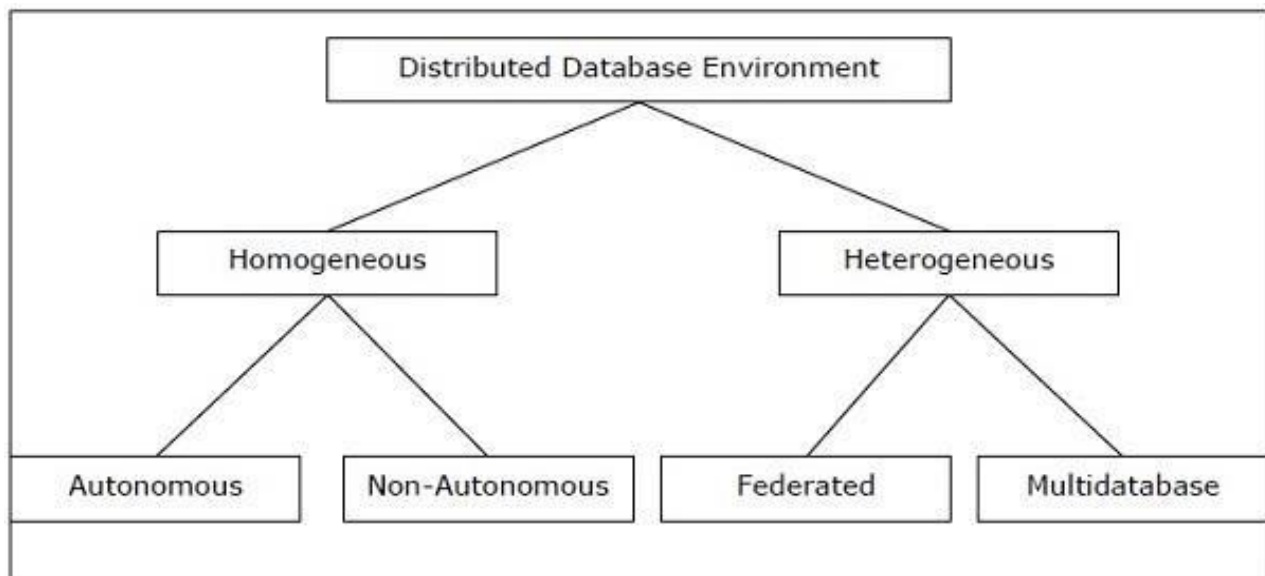 Distributed Database Environment
Homogeneous
Heterogeneous
Autonomous
Non-Autonomous
Federated
Multidatabase